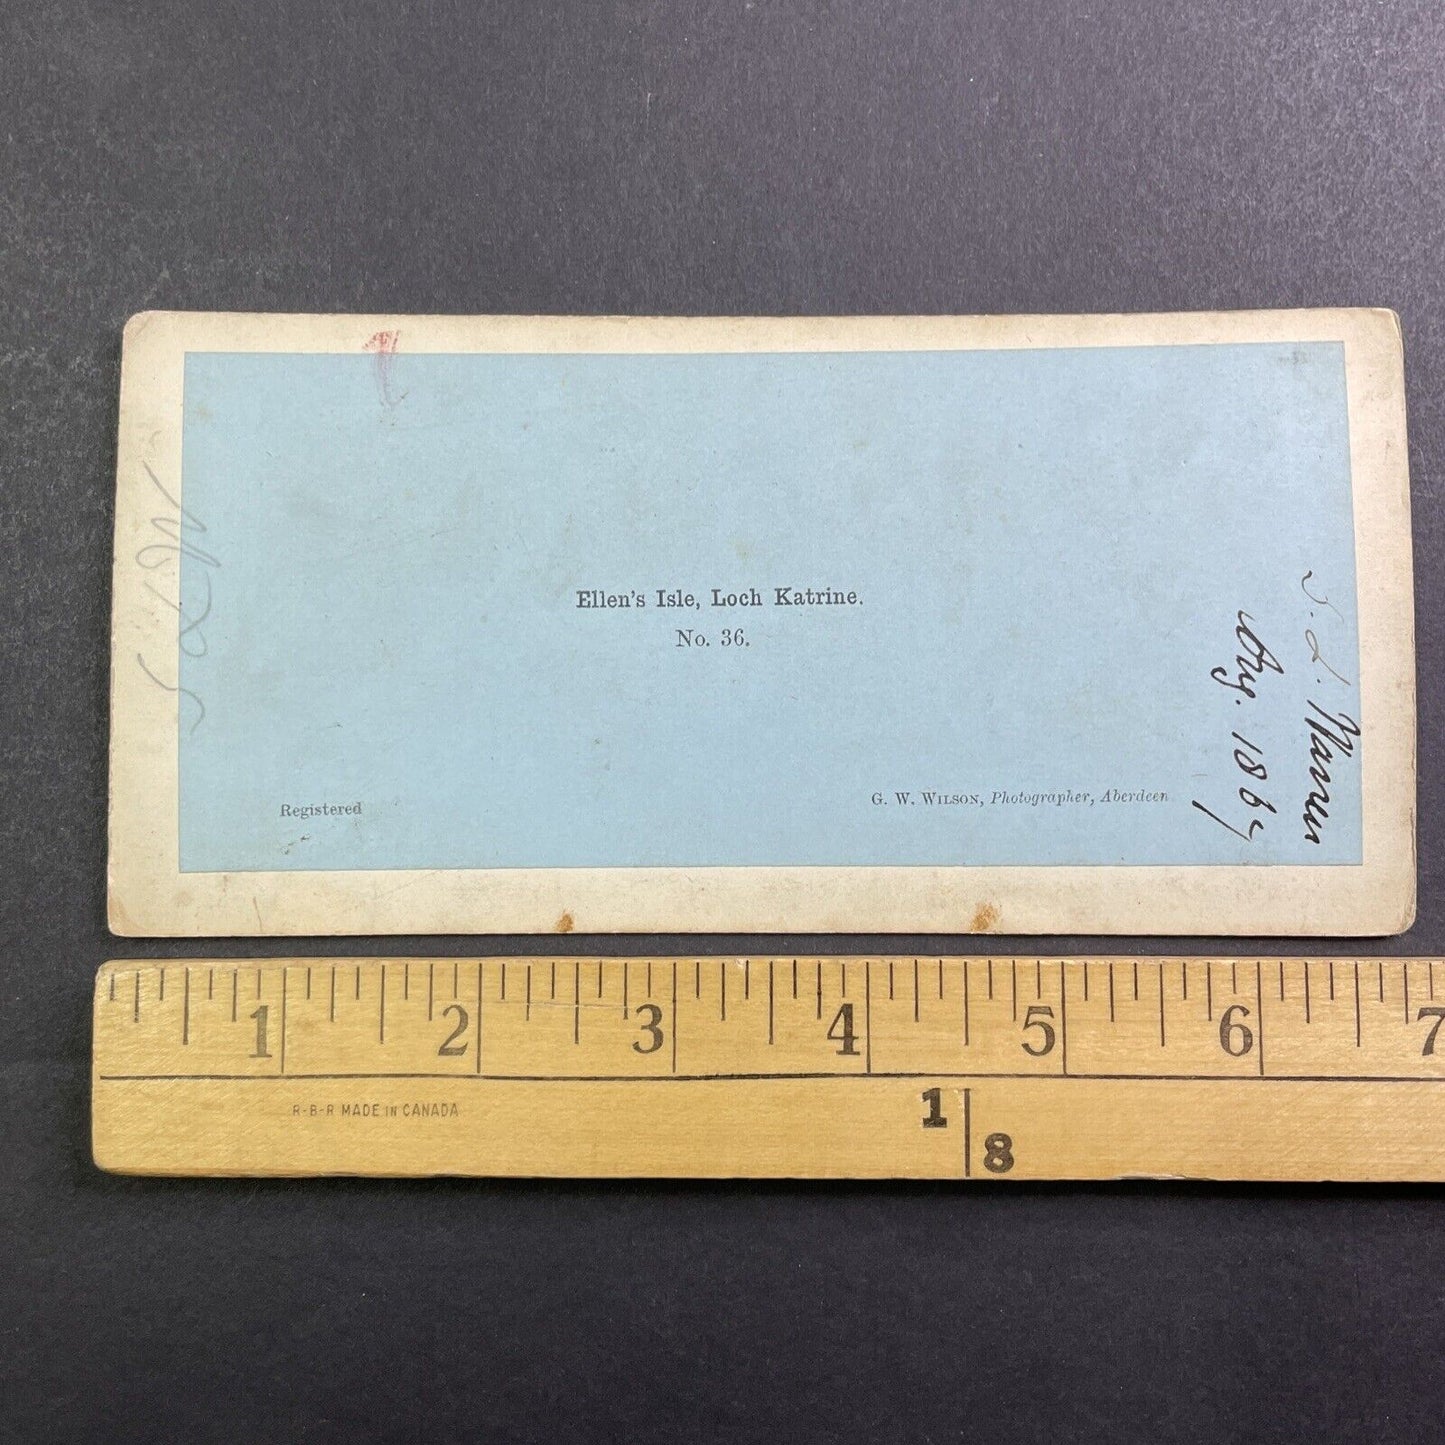 Ellen's Isle, Loch Katrine.
No. 36.
Registered
G. W. WILSON, Photographer, Aberdeen
Aug. 1867
1 2 3 4 5 6 7
R-B-R MADE IN CANADA
1
8